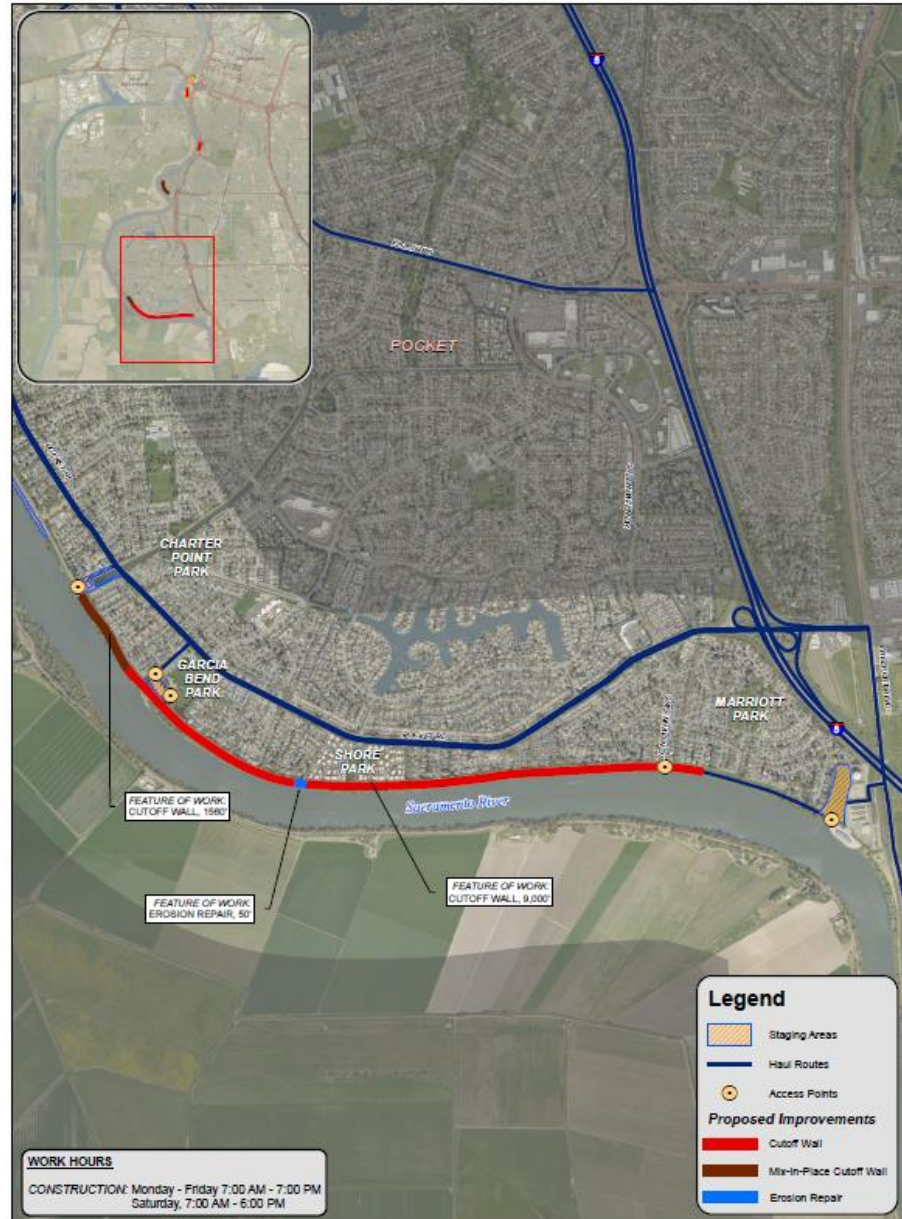 5
POCKET
CHARTER
POINT
PARK
GARCIA
BEND
PARK
SHORE
PARK
MARRIOTT
PARK
5
Sacramento River
FEATURE OF WORK:
CUTOFF WALL, 1560'
FEATURE OF WORK:
EROSION REPAIR, 50'
FEATURE OF WORK:
CUTOFF WALL, 9,000'
Legend
Staging Areas
Haul Routes
Access Points
Proposed Improvements
Cutoff Wall
Mix-In-Place Cutoff Wall
Erosion Repair
WORK HOURS
CONSTRUCTION: Monday - Friday 7:00 AM - 7:00 PM
Saturday, 7:00 AM - 6:00 PM